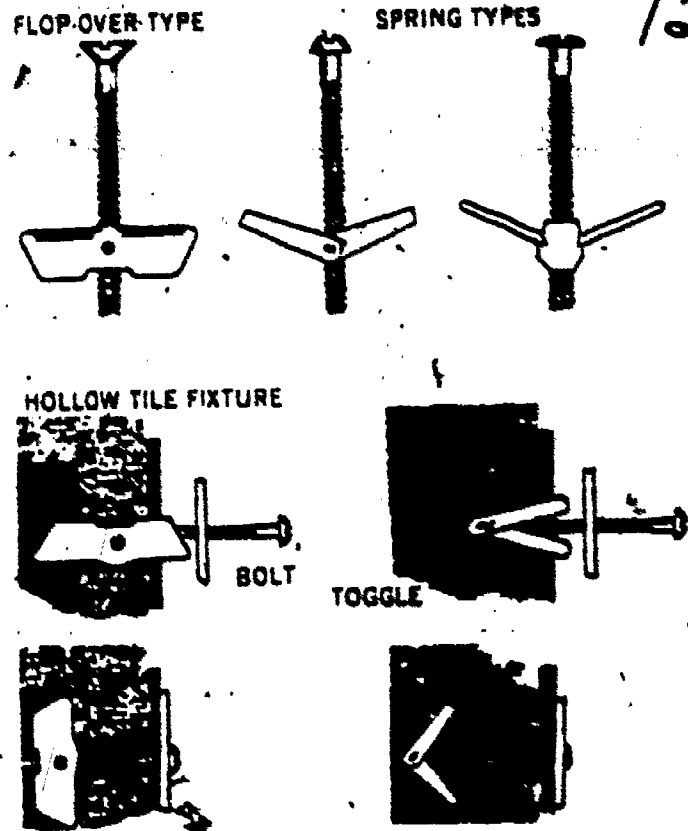 FLOP-OVER TYPE
SPRING TYPES
HOLLOW TILE FIXTURE
BOLT
TOGGLE